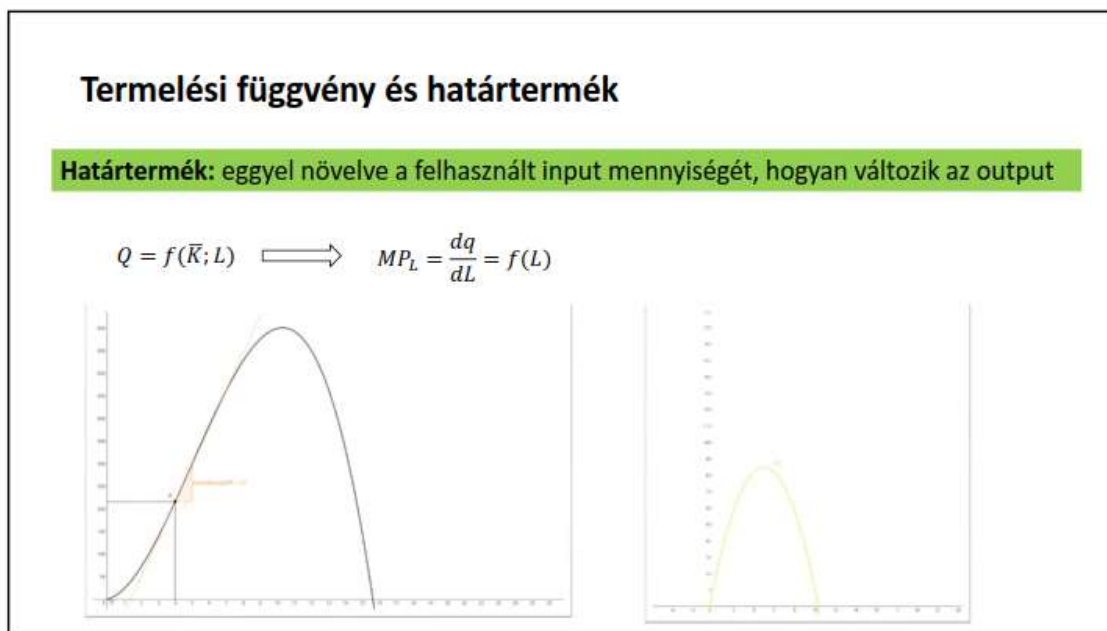 Termelési függvény és határtermék
Határtermék: eggyel növelve a felhasznált input mennyiségét, hogyan változik az output
Q = f(K̅; L) ⟹ MP_L = dq/dL = f(L)